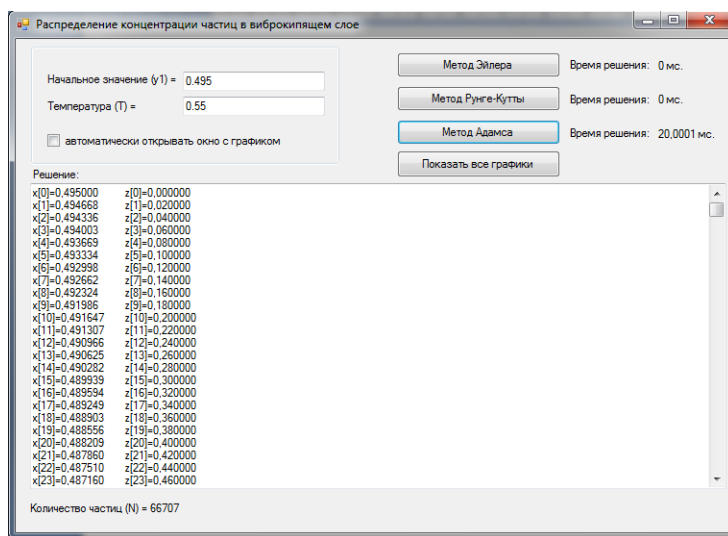 Распределение концентрации частиц в виброкипящем слое
Начальное значение (y1) = 0.495
Температура (T) = 0.55
автоматически открывать окно с графиком
Метод Эйлера Время решения: 0 мс.
Метод Рунге-Кутты Время решения: 0 мс.
Метод Адамса Время решения: 20,0001 мс.
Показать все графики
Решение:
x[0]=0,495000 z[0]=0,000000
x[1]=0,494668 z[1]=0,020000
x[2]=0,494336 z[2]=0,040000
x[3]=0,494003 z[3]=0,060000
x[4]=0,493669 z[4]=0,080000
x[5]=0,493334 z[5]=0,100000
x[6]=0,492998 z[6]=0,120000
x[7]=0,492662 z[7]=0,140000
x[8]=0,492324 z[8]=0,160000
x[9]=0,491986 z[9]=0,180000
x[10]=0,491647 z[10]=0,200000
x[11]=0,491307 z[11]=0,220000
x[12]=0,490966 z[12]=0,240000
x[13]=0,490625 z[13]=0,260000
x[14]=0,490282 z[14]=0,280000
x[15]=0,489939 z[15]=0,300000
x[16]=0,489594 z[16]=0,320000
x[17]=0,489249 z[17]=0,340000
x[18]=0,488903 z[18]=0,360000
x[19]=0,488556 z[19]=0,380000
x[20]=0,488209 z[20]=0,400000
x[21]=0,487860 z[21]=0,420000
x[22]=0,487510 z[22]=0,440000
x[23]=0,487160 z[23]=0,460000
Количество частиц (N) = 66707